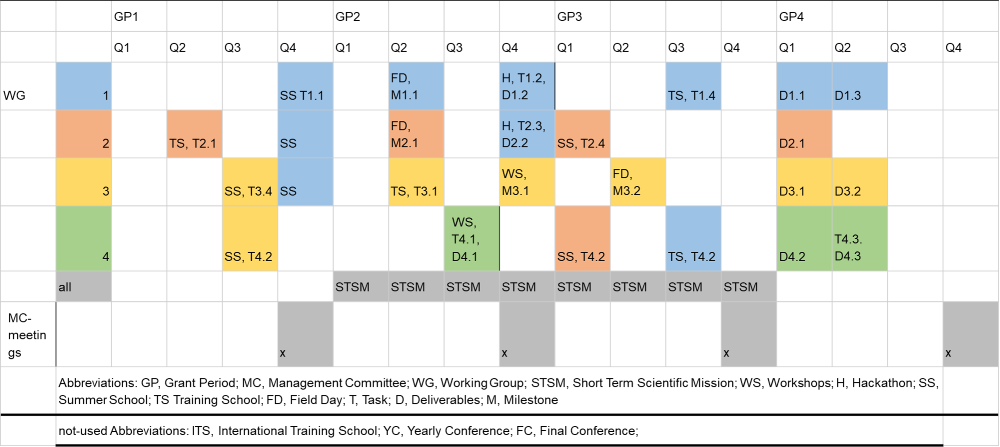 GP1 GP2 GP3 GP4
Q1 Q2 Q3 Q4 Q1 Q2 Q3 Q4 Q1 Q2 Q3 Q4 Q1 Q2 Q3 Q4
WG 1 SS T1.1 FD, M1.1 H, T1.2, D1.2 TS, T1.4 D1.1 D1.3
2 TS, T2.1 SS FD, M2.1 H, T2.3, D2.2 SS, T2.4 D2.1
3 SS, T3.4 SS TS, T3.1 WS, M3.1 FD, M3.2 D3.1 D3.2
4 SS, T4.2 WS, T4.1, D4.1 SS, T4.2 TS, T4.2 D4.2 T4.3. D4.3
all STSM STSM STSM STSM STSM STSM STSM STSM
MC-
meetin
gs x x x x
Abbreviations: GP, Grant Period; MC, Management Committee; WG, Working Group; STSM, Short Term Scientific Mission; WS, Workshops; H, Hackathon; SS,
Summer School; TS Training School; FD, Field Day; T, Task; D, Deliverables; M, Milestone
not-used Abbreviations: ITS, International Training School; YC, Yearly Conference; FC, Final Conference;